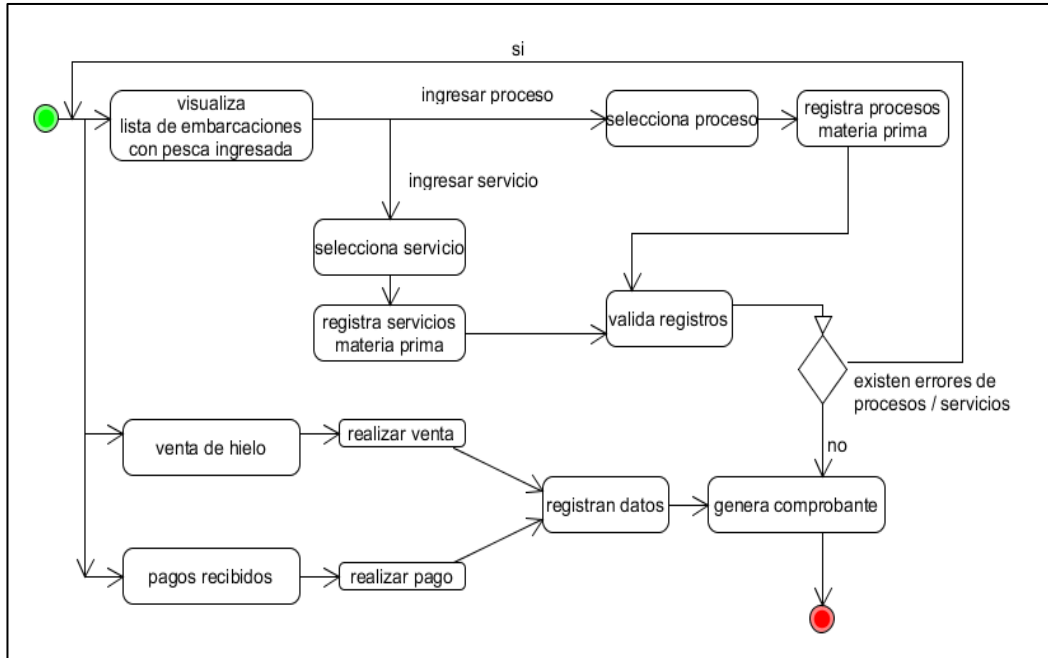 si
visualiza
lista de embarcaciones
con pesca ingresada
ingresar proceso
selecciona proceso
registra procesos
materia prima
ingresar servicio
selecciona servicio
registra servicios
materia prima
valida registros
existen errores de
procesos / servicios
no
venta de hielo
realizar venta
registran datos
genera comprobante
pagos recibidos
realizar pago